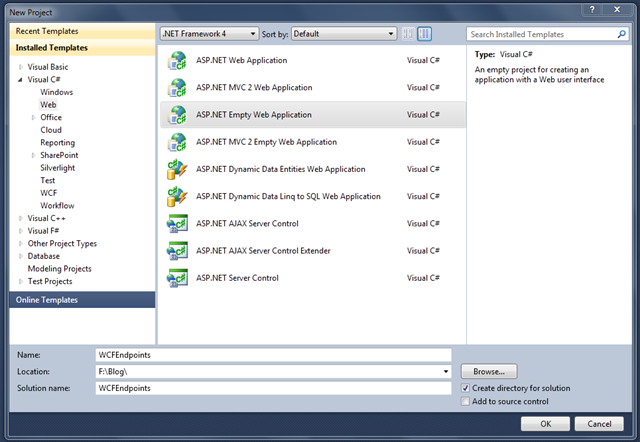 New Project
Recent Templates
Installed Templates
Visual Basic
Visual C#
Windows
Web
Office
Cloud
Reporting
SharePoint
Silverlight
Test
WCF
Workflow
Visual C++
Visual F#
Other Project Types
Database
Modeling Projects
Test Projects
Online Templates
.NET Framework 4 Sort by: Default
ASP.NET Web Application Visual C#
ASP.NET MVC 2 Web Application Visual C#
ASP.NET Empty Web Application Visual C#
ASP.NET MVC 2 Empty Web Application Visual C#
ASP.NET Dynamic Data Entities Web Application Visual C#
ASP.NET Dynamic Data Linq to SQL Web Application Visual C#
ASP.NET AJAX Server Control Visual C#
ASP.NET AJAX Server Control Extender Visual C#
ASP.NET Server Control Visual C#
Search Installed Templates
Type: Visual C#
An empty project for creating an
application with a Web user interface
Name: WCFEndpoints
Location: F:\Blog\ Browse...
Solution name: WCFEndpoints
Create directory for solution
Add to source control
OK Cancel